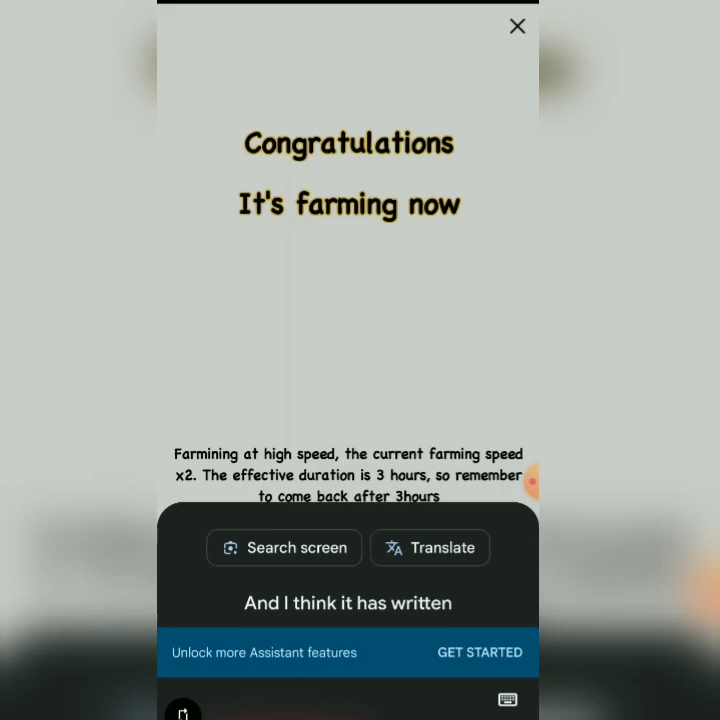 Congratulations
It's farming now
Farmining at high speed, the current farming speed
x2. The effective duration is 3 hours, so remember
to come back after 3hours
Search screen
Translate
And I think it has written
Unlock more Assistant features
GET STARTED